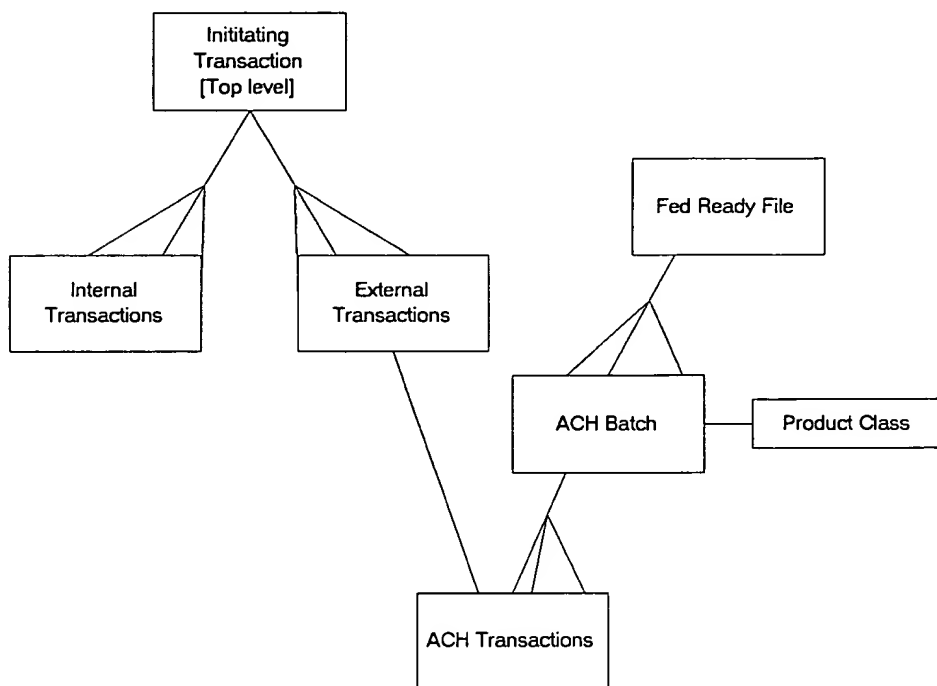 Inititating
Transaction
[Top level]
Fed Ready File
Internal
Transactions
External
Transactions
ACH Batch
Product Class
ACH Transactions